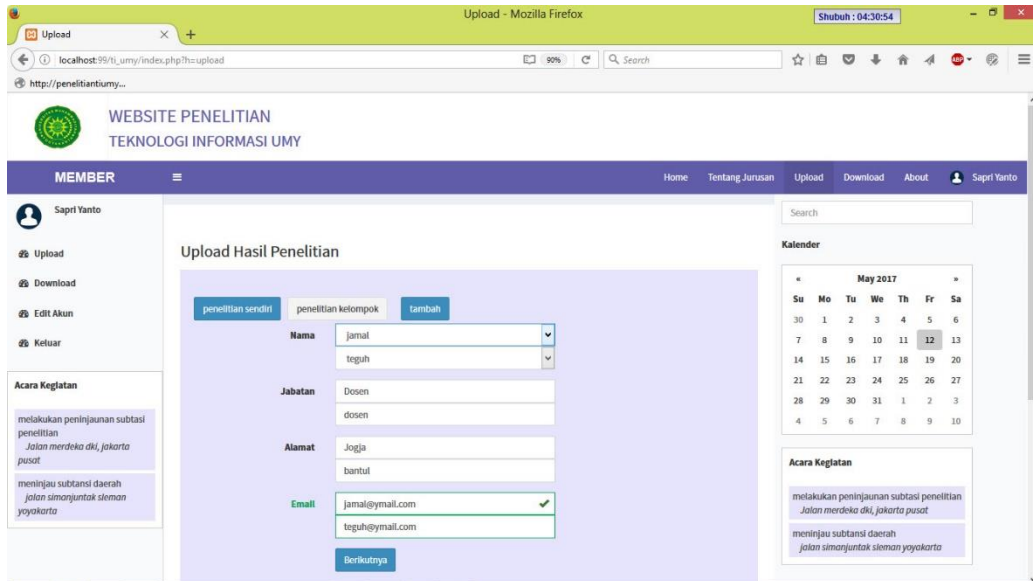 Upload - Mozilla Firefox
Shubuh : 04:30:54
Upload
localhost:99/ti_umy/index.php?h=upload
90%
Search
ABP
http://penelitiantiumy...
WEBSITE PENELITIAN
TEKNOLOGI INFORMASI UMY
MEMBER
Home Tentang Jurusan Upload Download About Sapri Yanto
Sapri Yanto
Upload
Download
Edit Akun
Keluar
Acara Kegiatan
melakukan peninjaunan subtasi
penelitian
Jalan merdeka dki, jakarta
pusat
meninjau subtansi daerah
jalan simanjuntak sleman
yoyakarta
Upload Hasil Penelitian
penelitian sendiri penelitian kelompok tambah
Nama jamal
teguh
Jabatan Dosen
dosen
Alamat Jogja
bantul
Email jamal@ymail.com
teguh@ymail.com
Berikutnya
Search
Kalender
« May 2017 »
Su Mo Tu We Th Fr Sa
30 1 2 3 4 5 6
7 8 9 10 11 12 13
14 15 16 17 18 19 20
21 22 23 24 25 26 27
28 29 30 31 1 2 3
4 5 6 7 8 9 10
Acara Kegiatan
melakukan peninjaunan subtasi penelitian
Jalan merdeka dki, jakarta pusat
meninjau subtansi daerah
jalan simanjuntak sleman yoyakarta